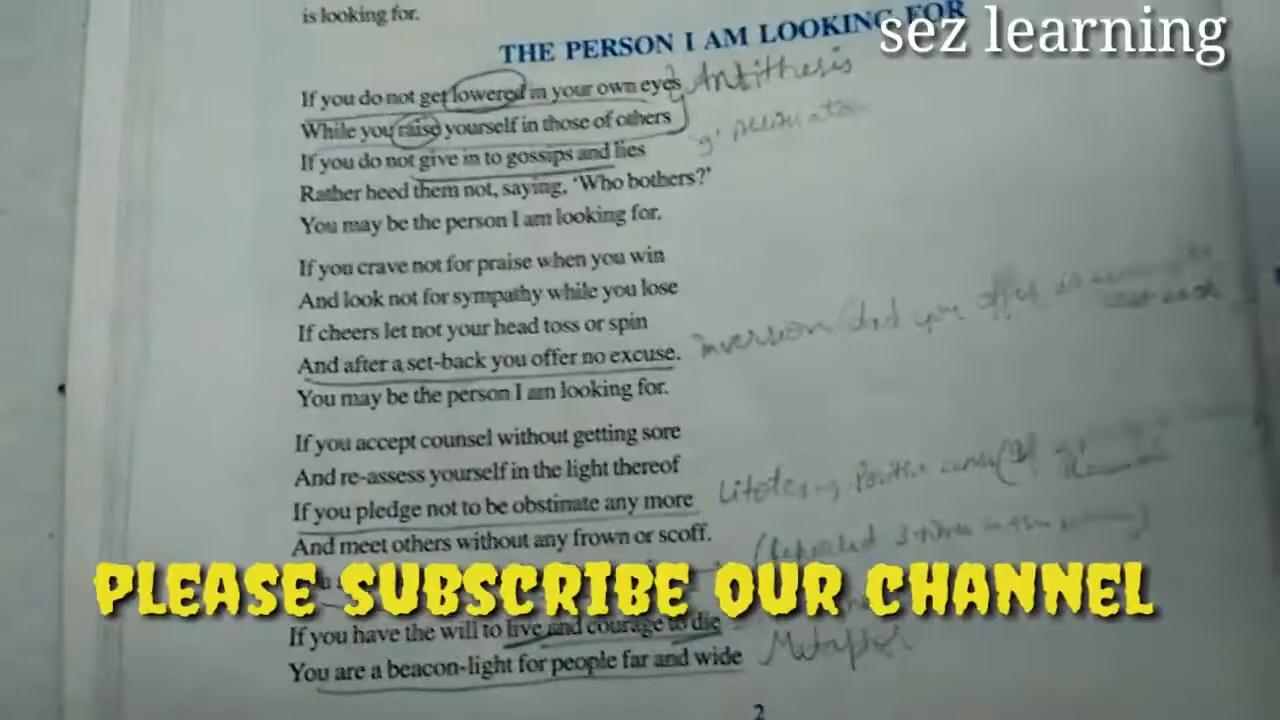 is looking for.
sez learning
THE PERSON I AM LOOKING FOR
If you do not get lowered in your own eyes Antithesis
While you raise yourself in those of others
If you do not give in to gossips and lies
Rather heed them not, saying, 'Who bothers?'
You may be the person I am looking for.
If you crave not for praise when you win
And look not for sympathy while you lose
If cheers let not your head toss or spin
And after a set-back you offer no excuse. inversion
You may be the person I am looking for.
If you accept counsel without getting sore
And re-assess yourself in the light thereof
If you pledge not to be obstinate any more Litotes
And meet others without any frown or scoff.
PLEASE SUBSCRIBE OUR CHANNEL
If you have the will to live and courage to die
You are a beacon-light for people far and wide Metaphor
2